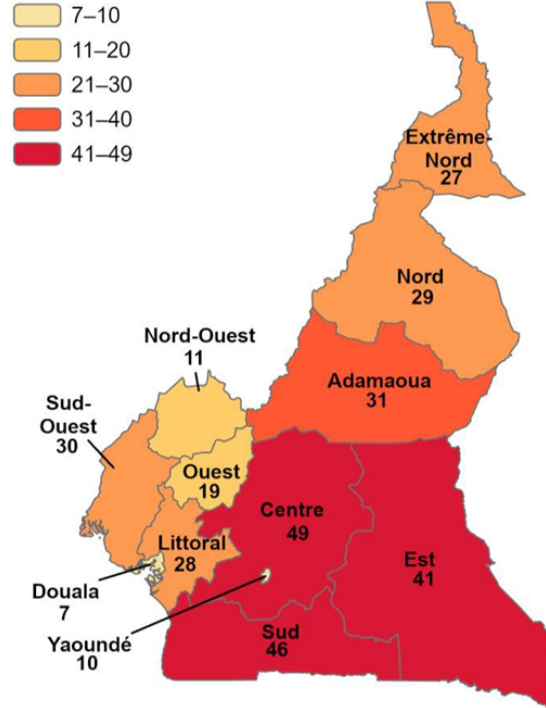 7–10
11–20
21–30
31–40
41–49
Extrême-
Nord
27
Nord
29
Nord-Ouest
11
Adamaoua
31
Sud-
Ouest
30
Ouest
19
Centre
49
Littoral
28
Est
41
Douala
7
Yaoundé
10
Sud
46